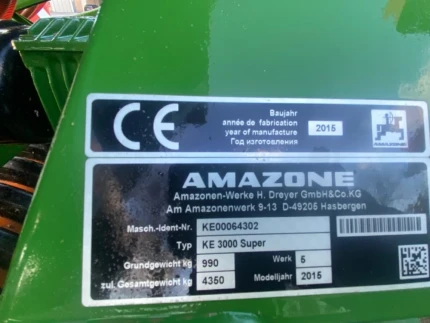 CE
Baujahr
année de fabrication
year of manufacture
Год изготовления
2015
AMAZONE
AMAZONE
Amazonen-Werke H. Dreyer GmbH&Co.KG
Am Amazonenwerk 9-13 D-49205 Hasbergen
Masch.-Ident-Nr. KE00064302
Typ KE 3000 Super
Grundgewicht kg 990 Werk 5
zul. Gesamtgewicht kg 4350 Modelljahr 2015